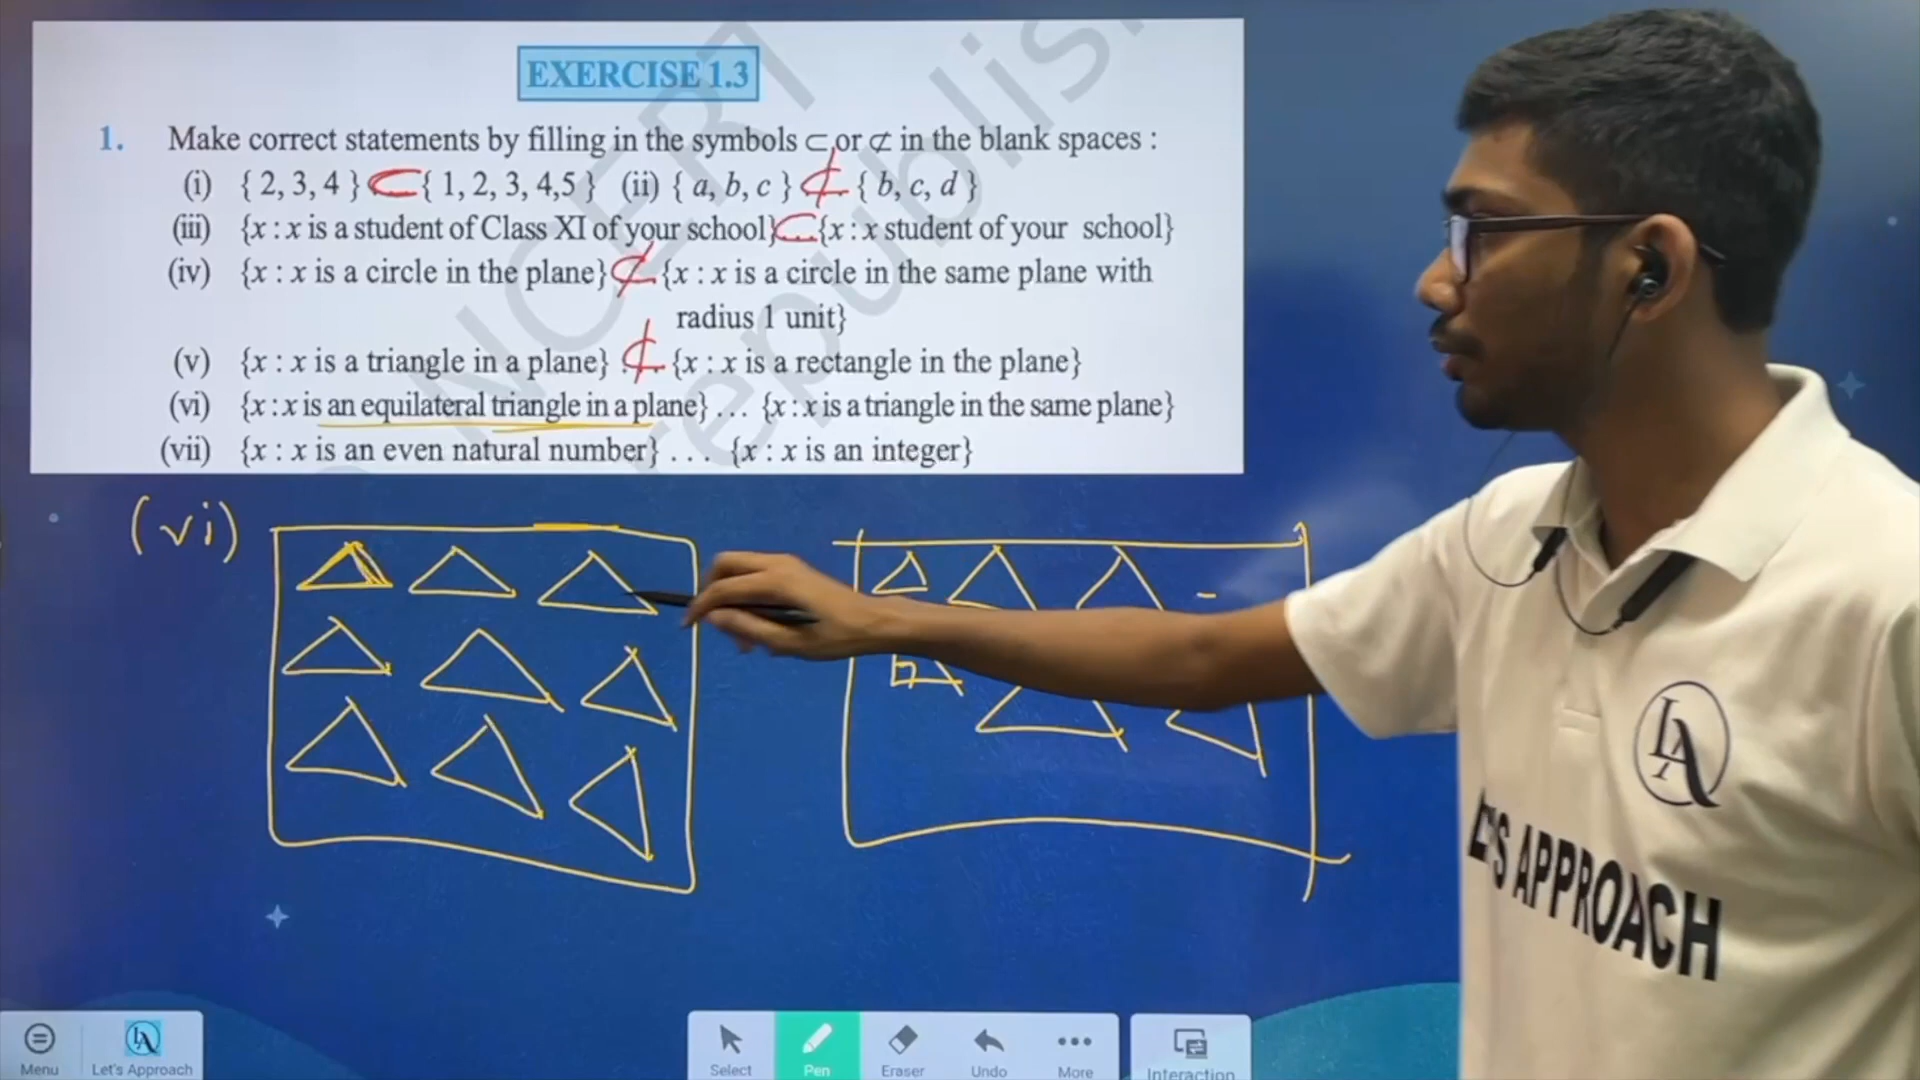 EXERCISE 1.3
1. Make correct statements by filling in the symbols ⊂ or ⊄ in the blank spaces :
(i) { 2, 3, 4 } ⊂ { 1, 2, 3, 4,5 } (ii) { a, b, c } ⊄ { b, c, d }
(iii) {x : x is a student of Class XI of your school} ⊂ {x : x student of your school}
(iv) {x : x is a circle in the plane} ⊄ {x : x is a circle in the same plane with
radius 1 unit}
(v) {x : x is a triangle in a plane} ⊄ {x : x is a rectangle in the plane}
(vi) {x : x is an equilateral triangle in a plane} . . . {x : x is a triangle in the same plane}
(vii) {x : x is an even natural number} . . . {x : x is an integer}
NCERT
republis
(vi)
LA
LET'S APPROACH
Menu
Let's Approach
Select
Pen
Eraser
Undo
More
Interaction